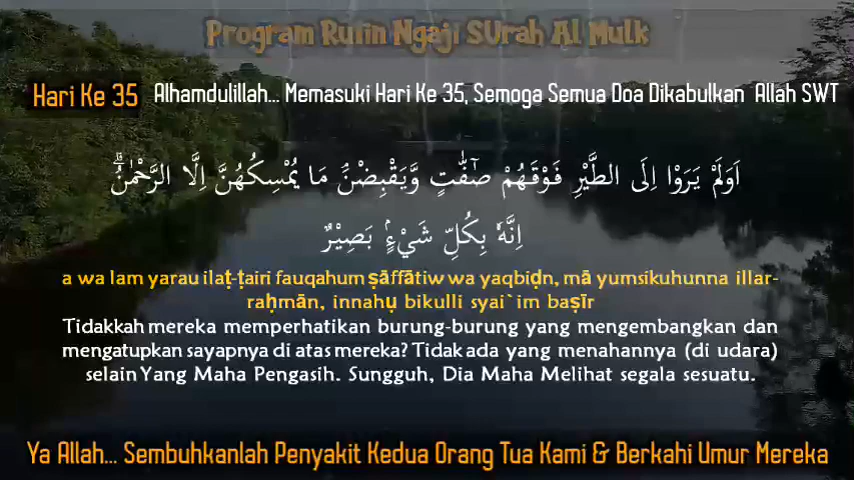 Program Rutin Ngaji SUrah Al Mulk
Hari Ke 35 Alhamdulillah... Memasuki Hari Ke 35, Semoga Semua Doa Dikabulkan Allah SWT
اَوَلَمْ يَرَوْا اِلَى الطَّيْرِ فَوْقَهُمْ صٰۤفّٰتٍ وَّيَقْبِضْنَۘ مَا يُمْسِكُهُنَّ اِلَّا الرَّحْمٰنُۗ
اِنَّهٗ بِكُلِّ شَيْءٍۢ بَصِيْرٌ
a wa lam yarau ilaṭ-ṭairi fauqahum ṣāffātiw wa yaqbiḍn, mā yumsikuhunna illar-
raḥmān, innahụ bikulli syai`im baṣīr
Tidakkah mereka memperhatikan burung-burung yang mengembangkan dan
mengatupkan sayapnya di atas mereka? Tidak ada yang menahannya (di udara)
selain Yang Maha Pengasih. Sungguh, Dia Maha Melihat segala sesuatu.
Ya Allah... Sembuhkanlah Penyakit Kedua Orang Tua Kami & Berkahi Umur Mereka